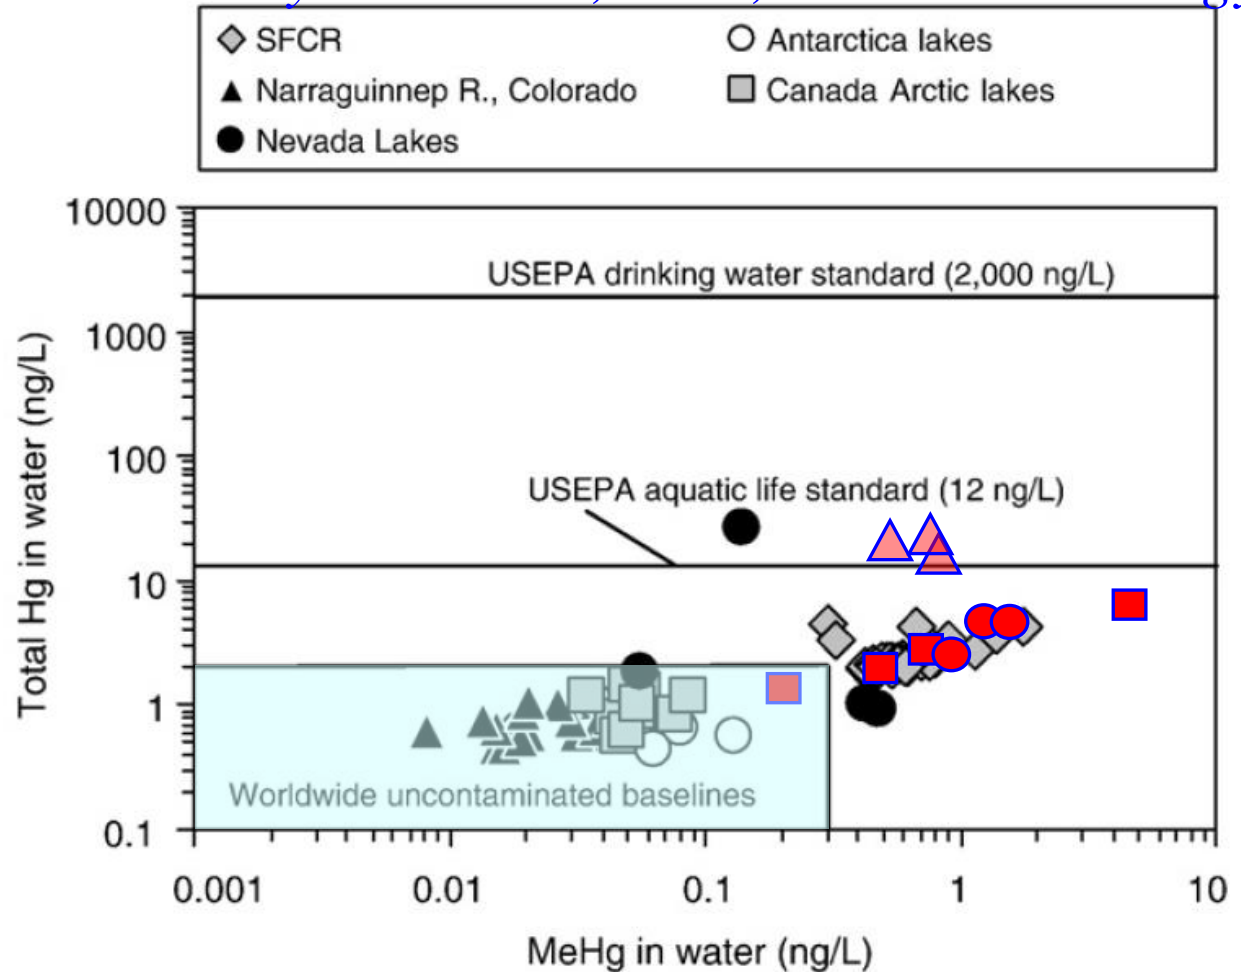 SFCR
Antarctica lakes
Narraguinnep R., Colorado
Canada Arctic lakes
Nevada Lakes
10000
USEPA drinking water standard (2,000 ng/L)
1000
100
USEPA aquatic life standard (12 ng/L)
10
1
Worldwide uncontaminated baselines
0.1
Total Hg in water (ng/L)
0.001
0.01
0.1
1
10
MeHg in water (ng/L)